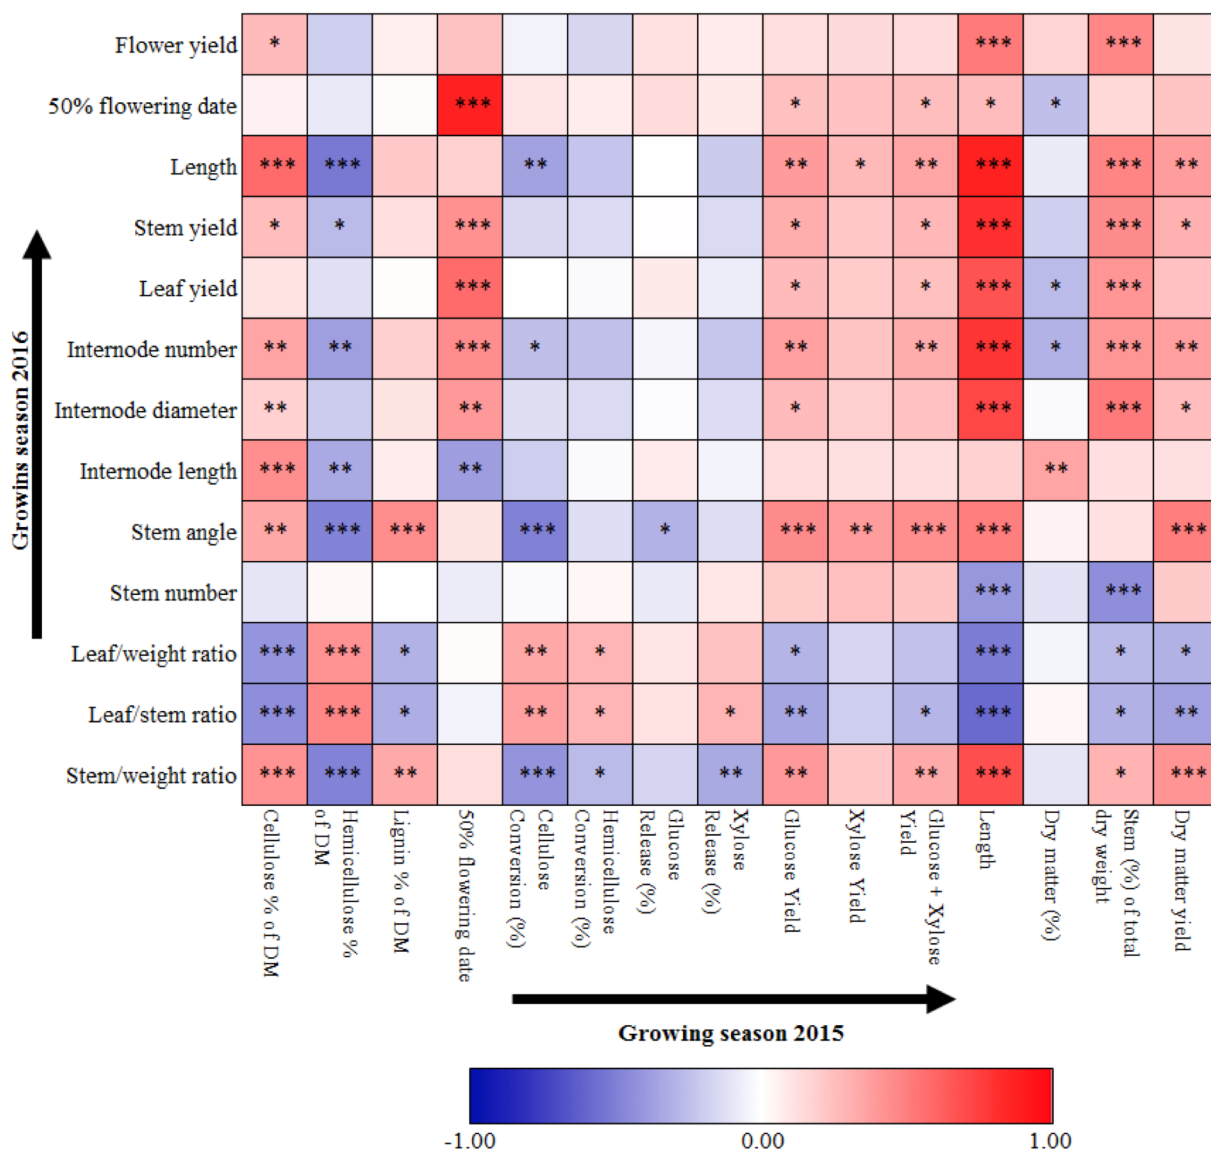 Flower yield * *** ***
50% flowering date *** * * * *
Length *** *** ** ** * ** *** *** **
Stem yield * * *** * * *** *** *
Leaf yield *** * * *** * ***
Internode number ** ** *** * ** ** *** * *** **
Internode diameter ** ** * *** *** *
Internode length *** ** ** **
Stem angle ** *** *** *** * *** ** *** *** ***
Stem number *** ***
Leaf/weight ratio *** *** * ** * * *** * *
Leaf/stem ratio *** *** * ** * * ** * *** * **
Stem/weight ratio *** *** ** *** * ** ** ** *** * ***
Growins season 2016
Cellulose % of DM
Hemicellulose %
of DM
Lignin % of DM
50% flowering date
Cellulose
Conversion (%)
Hemicellulose
Conversion (%)
Glucose
Release (%)
Xylose
Release (%)
Glucose Yield
Xylose Yield
Glucose + Xylose
Yield
Length
Dry matter (%)
Stem (%) of total
dry weight
Dry matter yield
Growing season 2015
-1.00 0.00 1.00